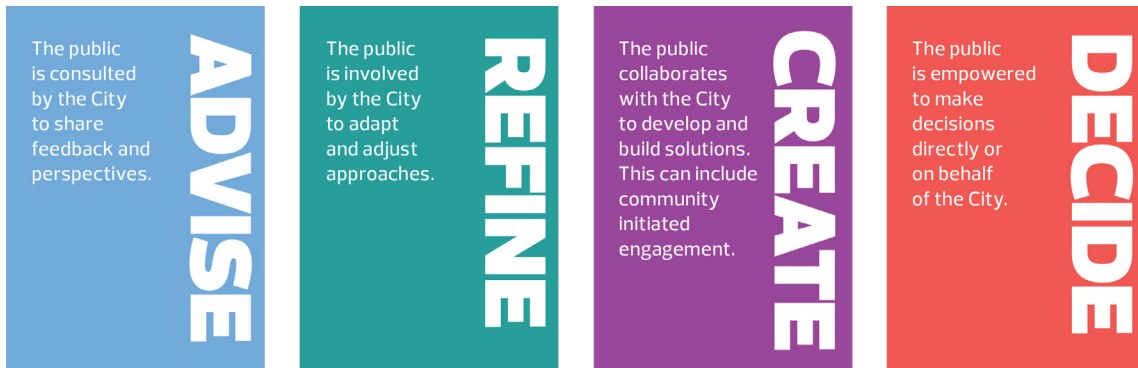 The public
is consulted
by the City
to share
feedback and
perspectives.
ADVISE
The public
is involved
by the City
to adapt
and adjust
approaches.
REFINE
The public
collaborates
with the City
to develop and
build solutions.
This can include
community
initiated
engagement.
CREATE
The public
is empowered
to make
decisions
directly or
on behalf
of the City.
DECIDE